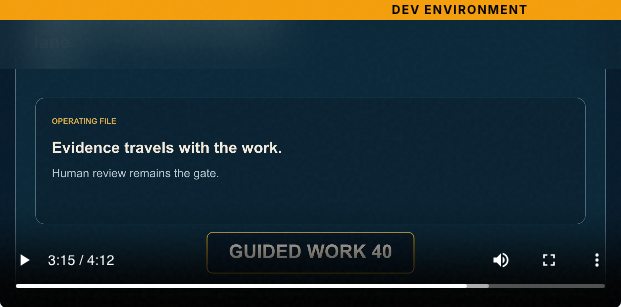 DEV ENVIRONMENT
lane
OPERATING FILE
Evidence travels with the work.
Human review remains the gate.
GUIDED WORK 40
3:15 / 4:12